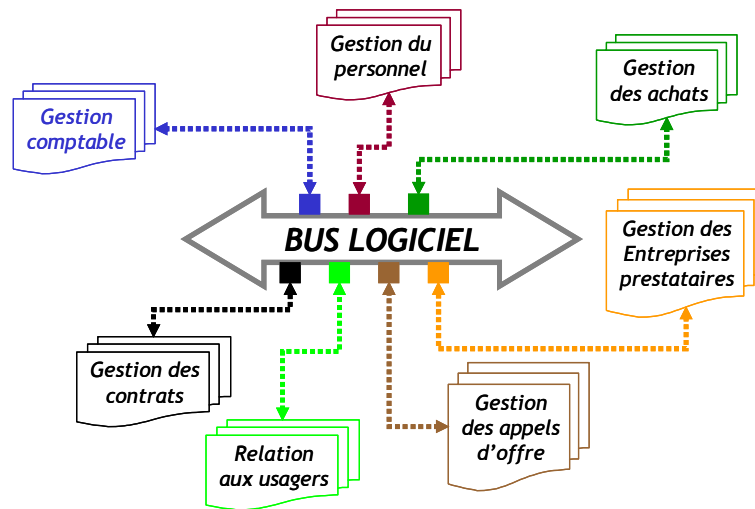 Gestion du
personnel
Gestion
des achats
Gestion
comptable
BUS LOGICIEL
Gestion des
Entreprises
prestataires
Gestion des
contrats
Gestion
des appels
d’offre
Relation
aux usagers